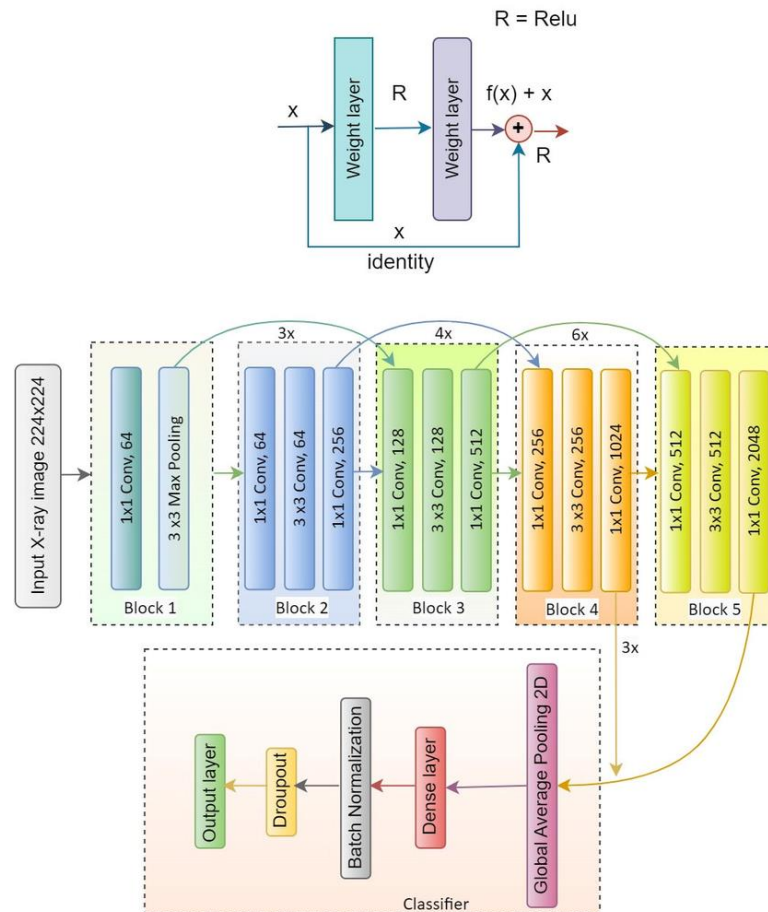 R = Relu
x
Weight layer
R
Weight layer
f(x) + x
+
R
x
identity
3x
4x
6x
Input X-ray image 224x224
1x1 Conv, 64
3 x3 Max Pooling
Block 1
1x1 Conv, 64
3 x3 Conv, 64
1x1 Conv, 256
Block 2
1x1 Conv, 128
3 x3 Conv, 128
1x1 Conv, 512
Block 3
1x1 Conv, 256
3 x3 Conv, 256
1x1 Conv, 1024
Block 4
1x1 Conv, 512
3x3 Conv, 512
1x1 Conv, 2048
Block 5
3x
Output layer
Droupout
Batch Normalization
Dense layer
Global Average Pooling 2D
Classifier